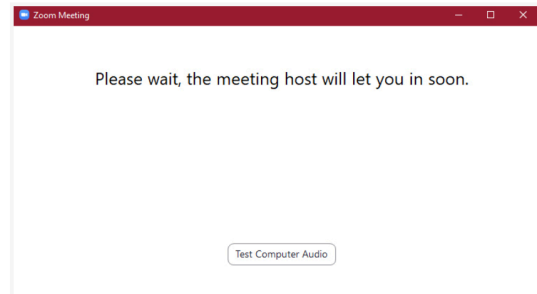 Zoom Meeting
Please wait, the meeting host will let you in soon.
Test Computer Audio